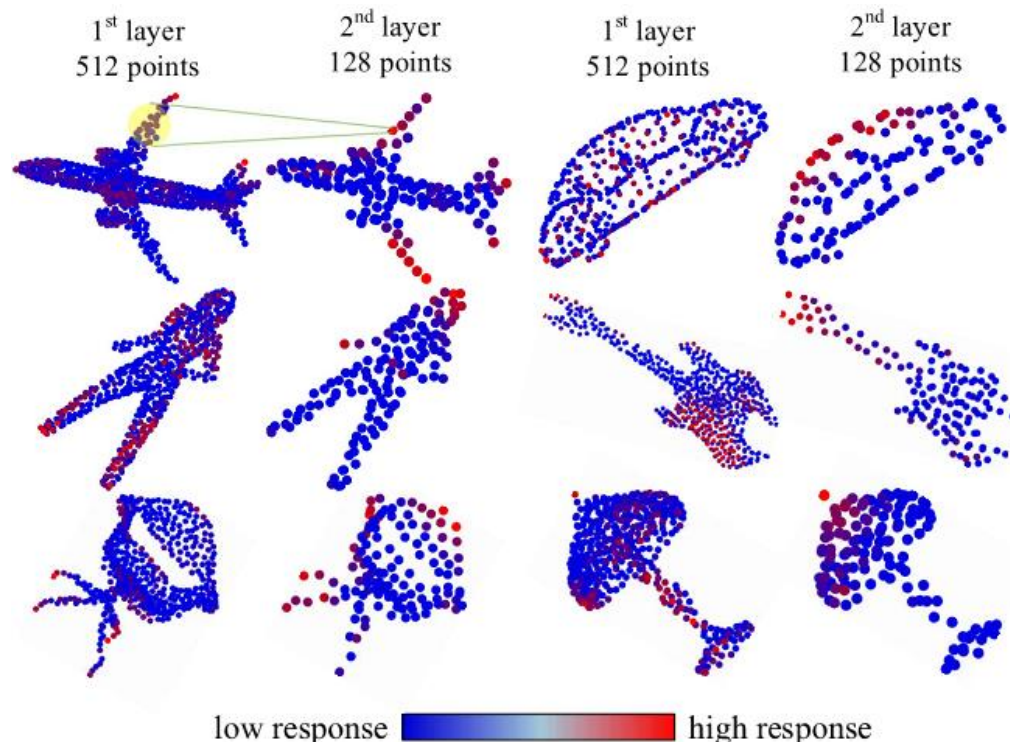 1st layer
512 points
2nd layer
128 points
1st layer
512 points
2nd layer
128 points
low response
high response